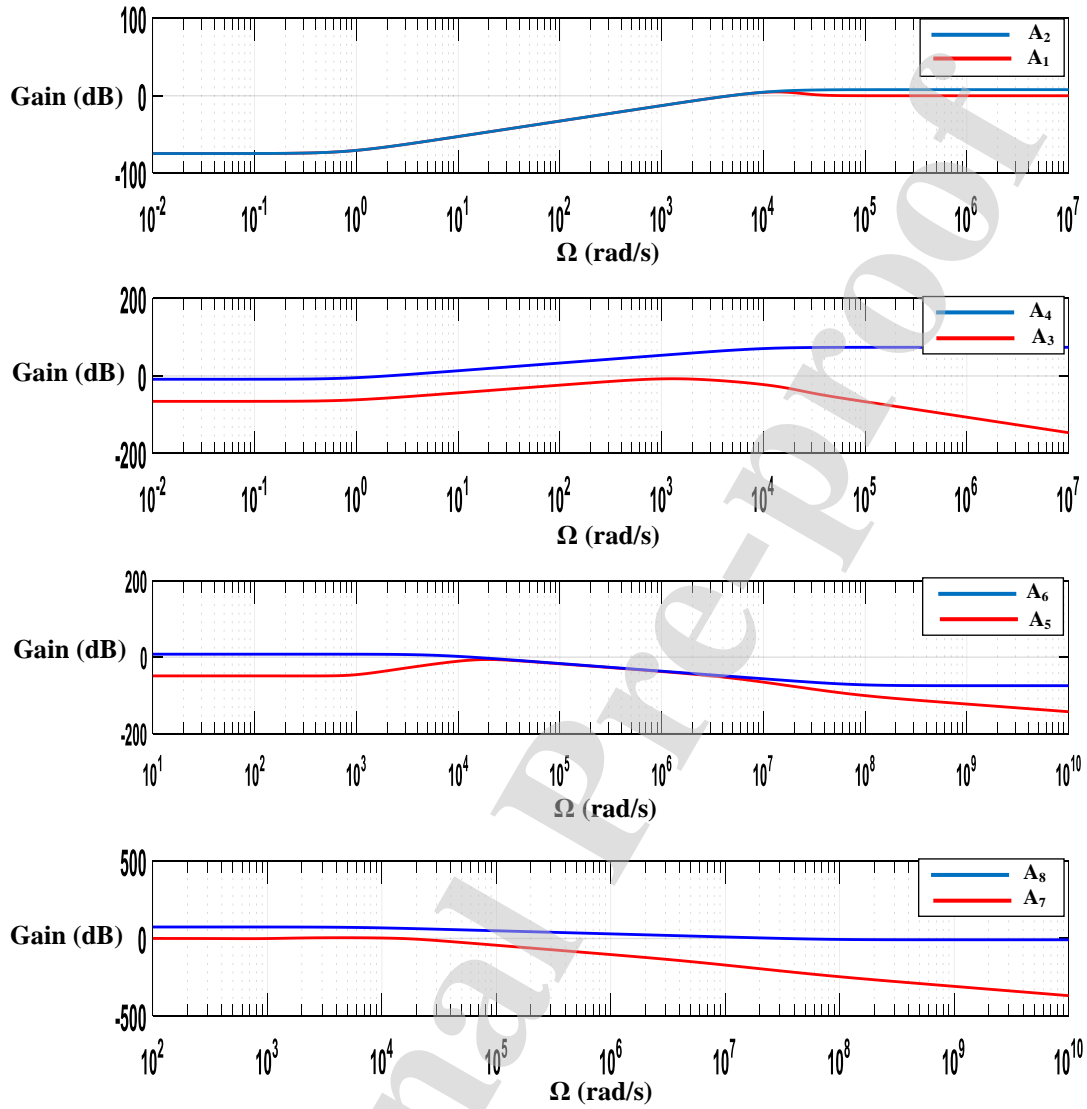 100
0
-100
Gain (dB)
A2
A1
10-2 10-1 100 101 102 103 104 105 106 107
Ω (rad/s)
200
0
-200
Gain (dB)
A4
A3
10-2 10-1 100 101 102 103 104 105 106 107
Ω (rad/s)
200
0
-200
Gain (dB)
A6
A5
101 102 103 104 105 106 107 108 109 1010
Ω (rad/s)
500
0
-500
Gain (dB)
A8
A7
102 103 104 105 106 107 108 109 1010
Ω (rad/s)
nal Pre-proof